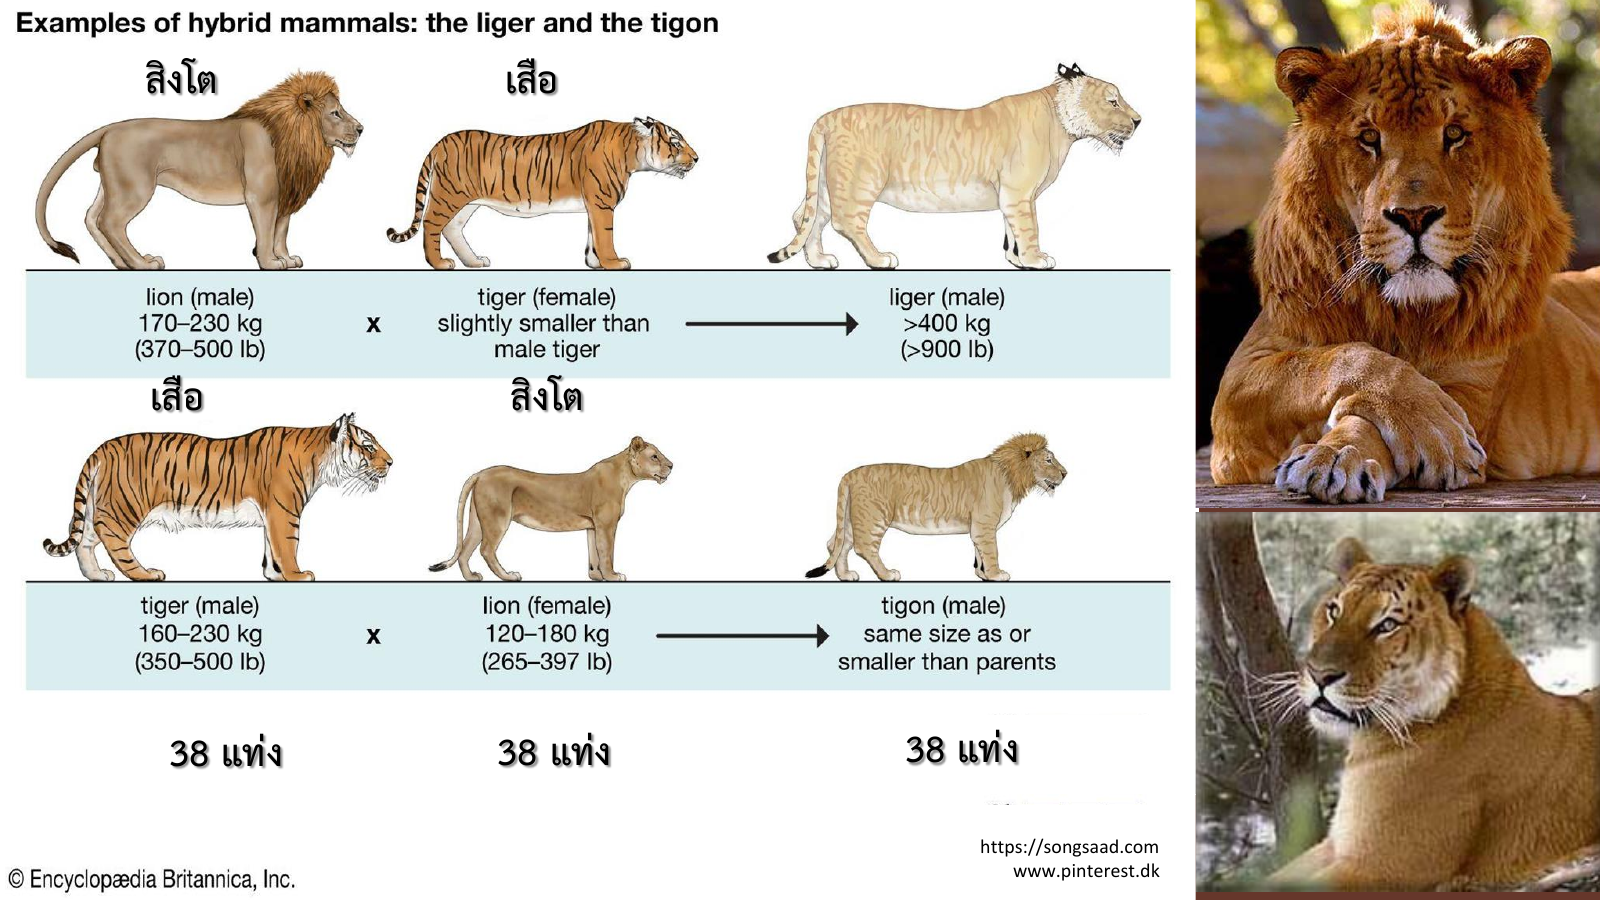 Examples of hybrid mammals: the liger and the tigon
สิงโต
เสือ
lion (male)
170–230 kg
(370–500 lb)
x
tiger (female)
slightly smaller than
male tiger
liger (male)
>400 kg
(>900 lb)
เสือ
สิงโต
tiger (male)
160–230 kg
(350–500 lb)
x
lion (female)
120–180 kg
(265–397 lb)
tigon (male)
same size as or
smaller than parents
38 แท่ง
38 แท่ง
38 แท่ง
https://songsaad.com
www.pinterest.dk
© Encyclopædia Britannica, Inc.